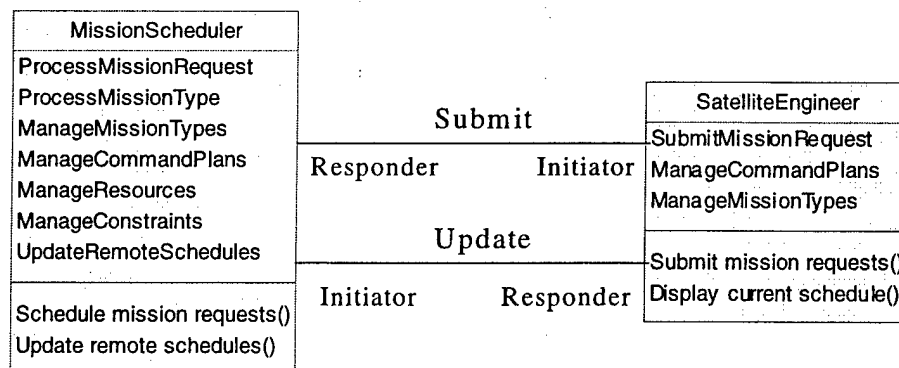 MissionScheduler
ProcessMissionRequest
ProcessMissionType
ManageMissionTypes
ManageCommandPlans
ManageResources
ManageConstraints
UpdateRemoteSchedules
Schedule mission requests()
Update remote schedules()
Submit
Responder Initiator
Update
Initiator Responder
SatelliteEngineer
SubmitMissionRequest
ManageCommandPlans
ManageMissionTypes
Submit mission requests()
Display current schedule()